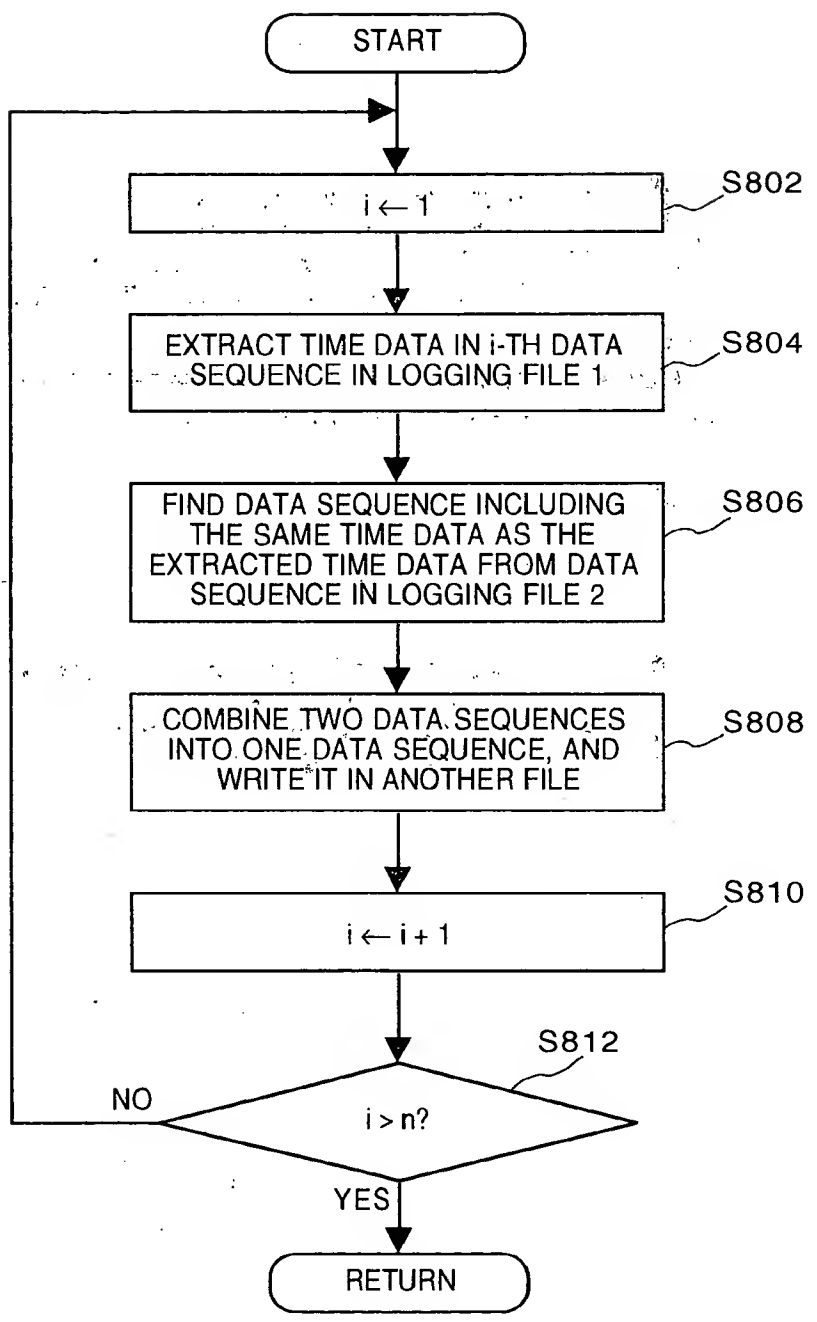 START
S802
i ← 1
S804
EXTRACT TIME DATA IN i-TH DATA
SEQUENCE IN LOGGING FILE 1
S806
FIND DATA SEQUENCE INCLUDING
THE SAME TIME DATA AS THE
EXTRACTED TIME DATA FROM DATA
SEQUENCE IN LOGGING FILE 2
S808
COMBINE TWO DATA SEQUENCES
INTO ONE DATA SEQUENCE, AND
WRITE IT IN ANOTHER FILE
S810
i ← i + 1
S812
NO
i > n?
YES
RETURN